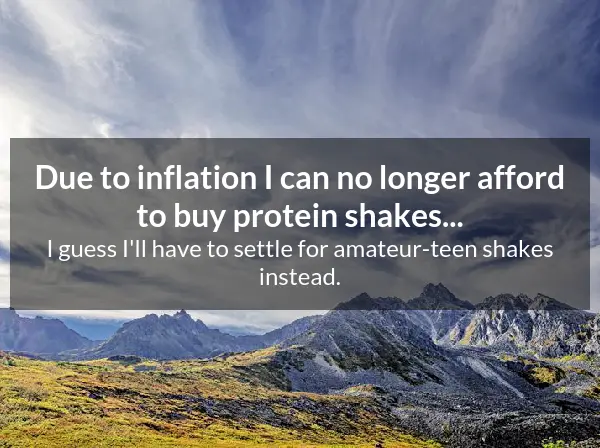 Due to inflation I can no longer afford
to buy protein shakes...
I guess I'll have to settle for amateur-teen shakes
instead.